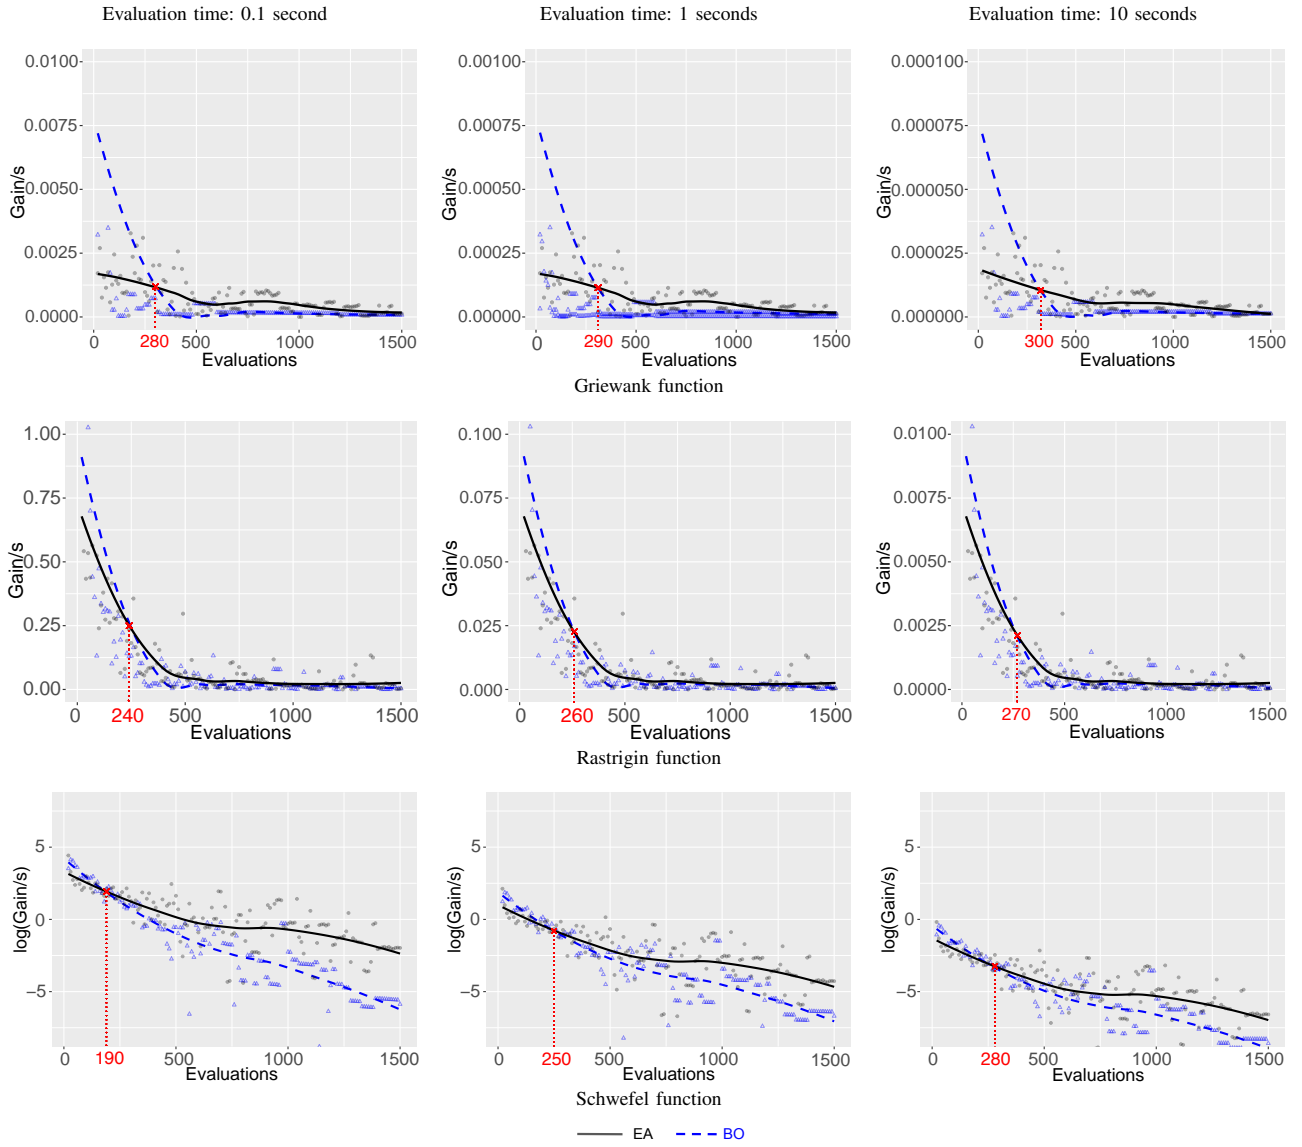 Evaluation time: 0.1 second
Evaluation time: 1 seconds
Evaluation time: 10 seconds
0.0100
0.0075
0.0050
0.0025
0.0000
Gain/s
0 280 500 1000 1500
Evaluations
0.00100
0.00075
0.00050
0.00025
0.00000
Gain/s
0 290 500 1000 1500
Evaluations
0.000100
0.000075
0.000050
0.000025
0.000000
Gain/s
0 300 500 1000 1500
Evaluations
Griewank function
1.00
0.75
0.50
0.25
0.00
Gain/s
0 240 500 1000 1500
Evaluations
0.100
0.075
0.050
0.025
0.000
Gain/s
0 260 500 1000 1500
Evaluations
0.0100
0.0075
0.0050
0.0025
0.0000
Gain/s
0 270 500 1000 1500
Evaluations
Rastrigin function
5
0
−5
log(Gain/s)
0 190 500 1000 1500
Evaluations
5
0
−5
log(Gain/s)
0 250 500 1000 1500
Evaluations
5
0
−5
log(Gain/s)
0 280 500 1000 1500
Evaluations
Schwefel function
EA BO